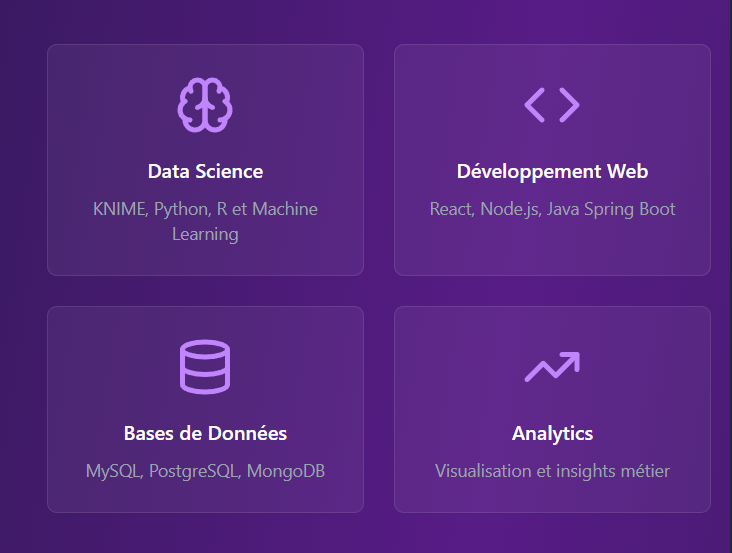 Data Science
KNIME, Python, R et Machine
Learning
Développement Web
React, Node.js, Java Spring Boot
Bases de Données
MySQL, PostgreSQL, MongoDB
Analytics
Visualisation et insights métier